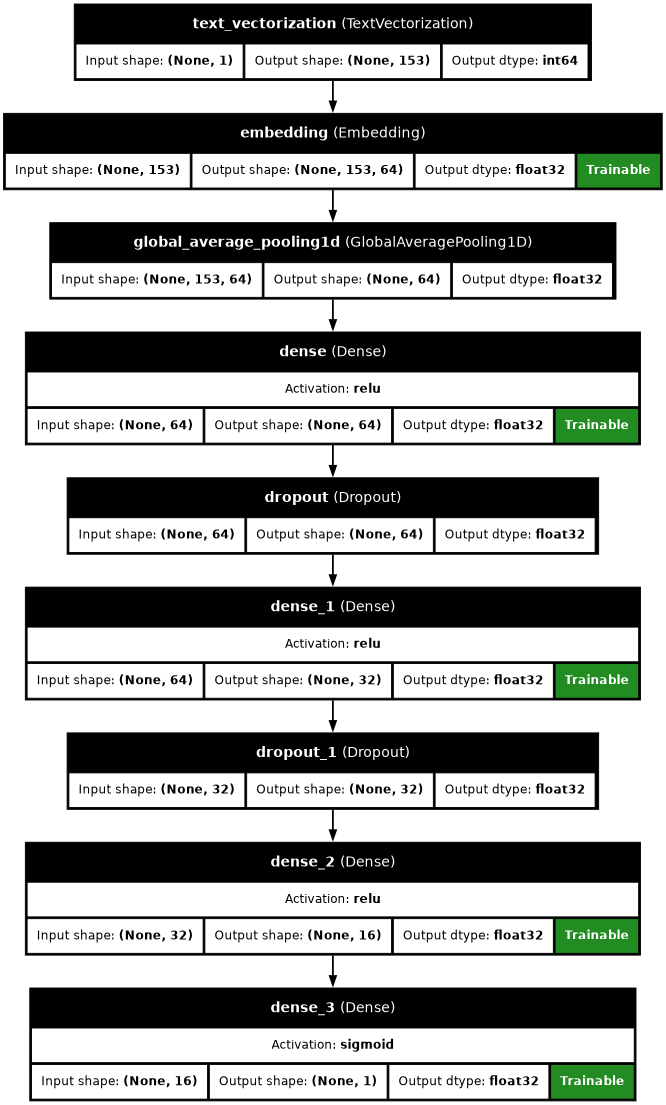 text_vectorization (TextVectorization)
Input shape: (None, 1) Output shape: (None, 153) Output dtype: int64
embedding (Embedding)
Input shape: (None, 153) Output shape: (None, 153, 64) Output dtype: float32 Trainable
global_average_pooling1d (GlobalAveragePooling1D)
Input shape: (None, 153, 64) Output shape: (None, 64) Output dtype: float32
dense (Dense)
Activation: relu
Input shape: (None, 64) Output shape: (None, 64) Output dtype: float32 Trainable
dropout (Dropout)
Input shape: (None, 64) Output shape: (None, 64) Output dtype: float32
dense_1 (Dense)
Activation: relu
Input shape: (None, 64) Output shape: (None, 32) Output dtype: float32 Trainable
dropout_1 (Dropout)
Input shape: (None, 32) Output shape: (None, 32) Output dtype: float32
dense_2 (Dense)
Activation: relu
Input shape: (None, 32) Output shape: (None, 16) Output dtype: float32 Trainable
dense_3 (Dense)
Activation: sigmoid
Input shape: (None, 16) Output shape: (None, 1) Output dtype: float32 Trainable